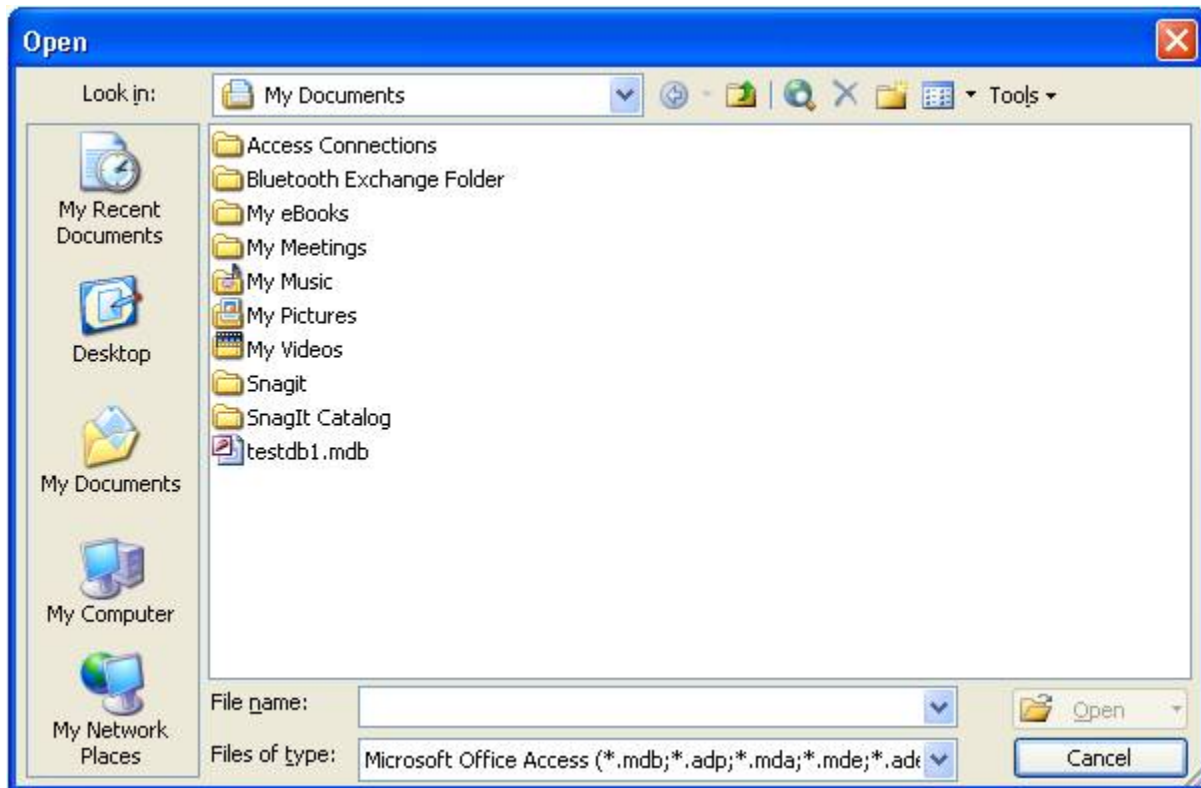 Open
Look in: My Documents Tools
My Recent
Documents
Desktop
My Documents
My Computer
My Network
Places
Access Connections
Bluetooth Exchange Folder
My eBooks
My Meetings
My Music
My Pictures
My Videos
Snagit
SnagIt Catalog
testdb1.mdb
File name:
Open
Files of type: Microsoft Office Access (*.mdb;*.adp;*.mda;*.mde;*.ade
Cancel